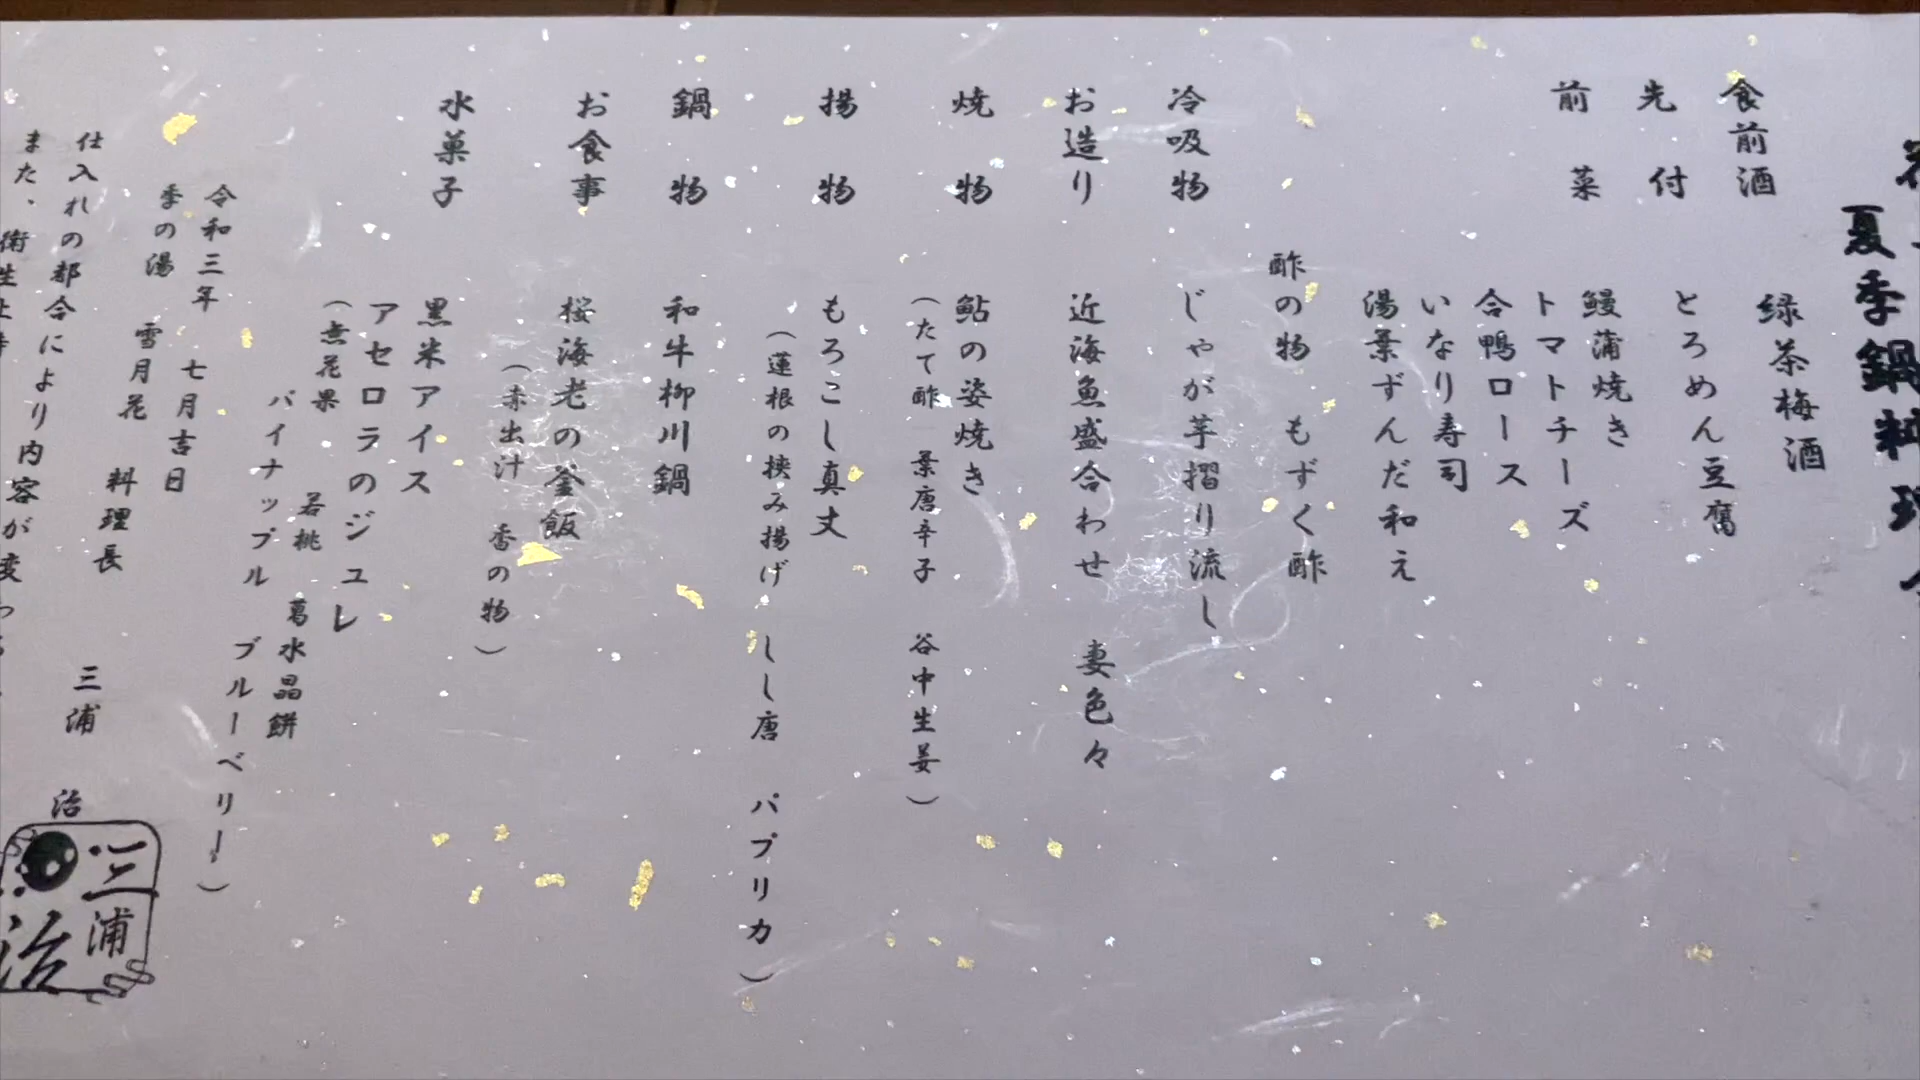 夏季鍋料理
食前酒 緑茶梅酒
先付 とろめん豆腐
前菜 鰻蒲焼き
トマトチーズ
合鴨ロース
いなり寿司
湯葉ずんだ和え
酢の物 もずく酢
冷吸物 じゃが芋摺り流し
お造り 近海魚盛合わせ 妻色々
焼物 鮎の姿焼き
(たて酢 葉唐辛子 谷中生姜)
揚物 もろこし真丈
(蓮根の挟み揚げ しし唐 パプリカ)
鍋物 和牛柳川鍋
お食事 桜海老の釜飯
(赤出汁 香の物)
水菓子 黒米アイス
アセロラのジュレ
(無花果 若桃 葛水晶餅
パイナップル ブルーベリー)
令和三年 七月吉日
季の湯 雪月花 料理長 三浦 治
仕入れの都合により内容が変わる
また、衛生
三浦
治